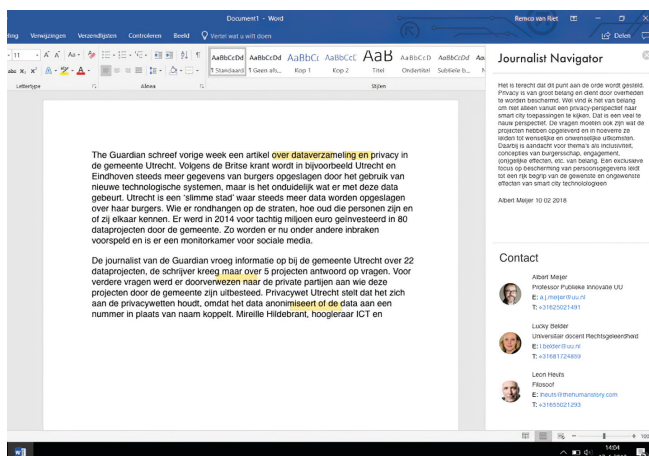 Document1 - Word
Remco van Riet
Verwijzingen
Verzendlijsten
Controleren
Beeld
Vertel wat u wilt doen
Delen
11
Aa
AaBbCcDd AaBbCcDd AaBbCc AaBbCcC AaB AaBbCcD AaBbCcDd
¶ Standaard ¶ Geen afs... Kop 1 Kop 2 Titel Ondertitel Subtiele b...
Lettertype
Alinea
Stijlen
The Guardian schreef vorige week een artikel over dataverzameling en privacy in
de gemeente Utrecht. Volgens de Britse krant wordt in bijvoorbeeld Utrecht en
Eindhoven steeds meer gegevens van burgers opgeslagen door het gebruik van
nieuwe technologische systemen, maar is het onduidelijk wat er met deze data
gebeurt. Utrecht is een 'slimme stad' waar steeds meer data worden opgeslagen
over haar burgers. Wie er rondhangen op de straten, hoe oud die personen zijn en
of zij elkaar kennen. Er werd in 2014 voor tachtig miljoen euro geïnvesteerd in 80
dataprojecten door de gemeente. Zo worden er nu onder andere inbraken
voorspeld en is er een monitorkamer voor sociale media.
De journalist van de Guardian vroeg informatie op bij de gemeente Utrecht over 22
dataprojecten, de schrijver kreeg maar over 5 projecten antwoord op vragen. Voor
verdere vragen werd er doorverwezen naar de private partijen aan wie deze
projecten door de gemeente zijn uitbesteed. Privacywet Utrecht stelt dat het zich
aan de privacywetten houdt, omdat het data anonimiseert of de data aan een
nummer in plaats van naam koppelt. Mireille Hildebrant, hoogleraar ICT en
Journalist Navigator
Het is terecht dat dit punt aan de orde wordt gesteld.
Privacy is van groot belang en dient door overheden
te worden beschermd. Wel vind ik het van belang
om niet alleen vanuit een privacy-perspectief naar
smart city toepassingen te kijken. Dat is een veel te
nauw perspectief. De vragen moeten ook zijn wat de
projecten hebben opgeleverd en in hoeverre ze
leiden tot wenselijke en onwenselijke uitkomsten.
Daarbij is aandacht voor thema's als inclusiviteit,
concepties van burgerschap, engagement,
(on)gelijke effecten, etc. van belang. Een exclusieve
focus op bescherming van persoonsgegevens leidt
tot een rijk begrip van de gewenste en ongewenste
effecten van smart city technologieën
Albert Meijer 10 02 2018
Contact
Albert Meijer
Professor Publieke Innovatie UU
E: a.j.meijer@uu.nl
T: +31625021491
Lucky Belder
Universitair docent Rechtsgeleerdheid
E: l.belder@uu.nl
T: +31681724869
Leon Heuts
Filosoof
E: lheuts@thehumanstory.com
T: +31655021293
14:04